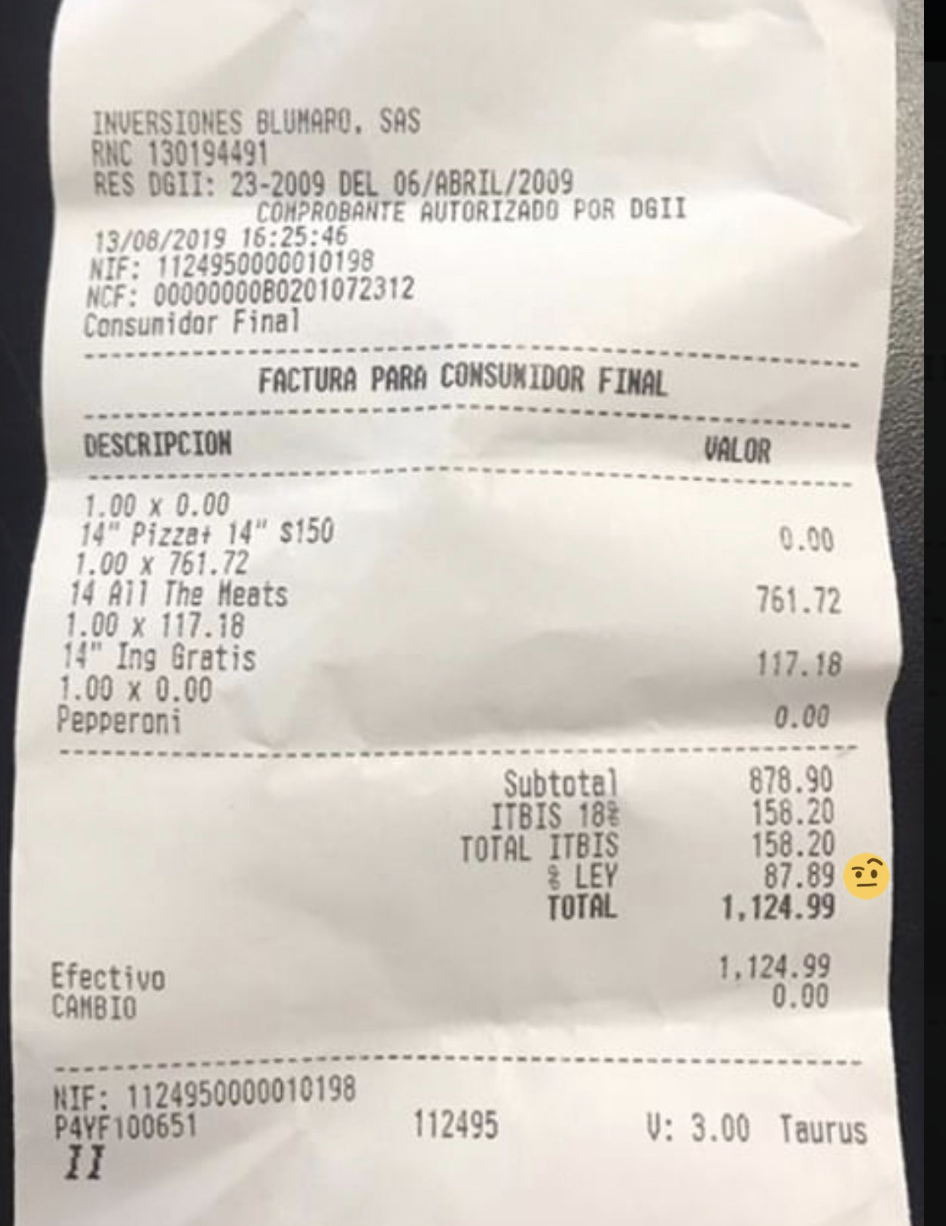 INVERSIONES BLUMARO, SAS
RNC 130194491
RES DGII: 23-2009 DEL 06/ABRIL/2009
COMPROBANTE AUTORIZADO POR DGII
13/08/2019 16:25:46
NIF: 1124950000010198
NCF: 00000000B0201072312
Consumidor Final
FACTURA PARA CONSUMIDOR FINAL
DESCRIPCION VALOR
1.00 x 0.00
14" Pizza+ 14" $150 0.00
1.00 x 761.72
14 All The Meats 761.72
1.00 x 117.18
14" Ing Gratis 117.18
1.00 x 0.00
Pepperoni 0.00
Subtotal 878.90
ITBIS 18% 158.20
TOTAL ITBIS 158.20
% LEY 87.89
TOTAL 1,124.99
Efectivo 1,124.99
CAMBIO 0.00
NIF: 1124950000010198
P4YF100651 112495 V: 3.00 Taurus
II